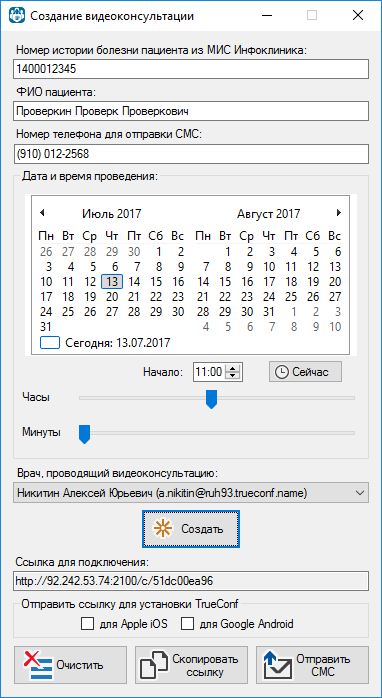 Создание видеоконсультации
Номер истории болезни пациента из МИС Инфоклиника:
1400012345
ФИО пациента:
Проверкин Проверк Проверкович
Номер телефона для отправки СМС:
(910) 012-2568
Дата и время проведения:
Июль 2017 Август 2017
Пн Вт Ср Чт Пт Сб Вс Пн Вт Ср Чт Пт Сб Вс
26 27 28 29 30 1 2 1 2 3 4 5 6
3 4 5 6 7 8 9 7 8 9 10 11 12 13
10 11 12 13 14 15 16 14 15 16 17 18 19 20
17 18 19 20 21 22 23 21 22 23 24 25 26 27
24 25 26 27 28 29 30 28 29 30 31 1 2 3
31 4 5 6 7 8 9 10
Сегодня: 13.07.2017
Начало: 11:00 Сейчас
Часы
Минуты
Врач, проводящий видеоконсультацию:
Никитин Алексей Юрьевич (a.nikitin@ruh93.trueconf.name)
Создать
Ссылка для подключения:
http://92.242.53.74:2100/c/51dc00ea96
Отправить ссылку для установки TrueConf
для Apple iOS для Google Android
Очистить
Скопировать
ссылку
Отправить
СМС